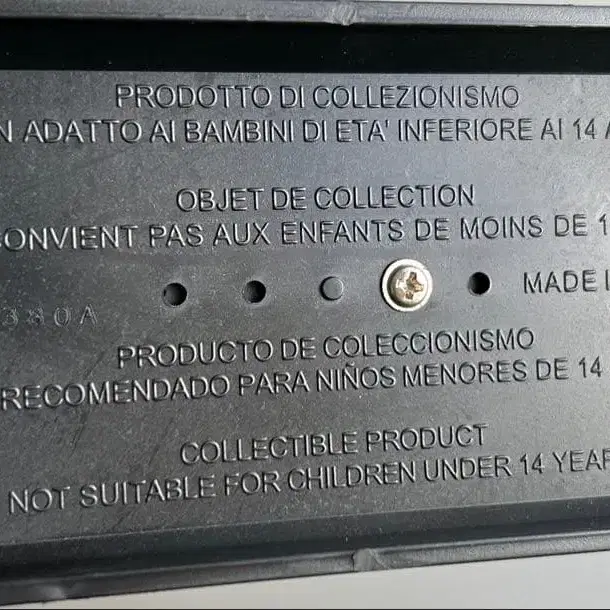 PRODOTTO DI COLLEZIONISMO
N ADATTO AI BAMBINI DI ETA' INFERIORE AI 14 A
OBJET DE COLLECTION
CONVIENT PAS AUX ENFANTS DE MOINS DE 1
MADE I
380A
PRODUCTO DE COLECCIONISMO
RECOMENDADO PARA NIÑOS MENORES DE 14
COLLECTIBLE PRODUCT
NOT SUITABLE FOR CHILDREN UNDER 14 YEAR